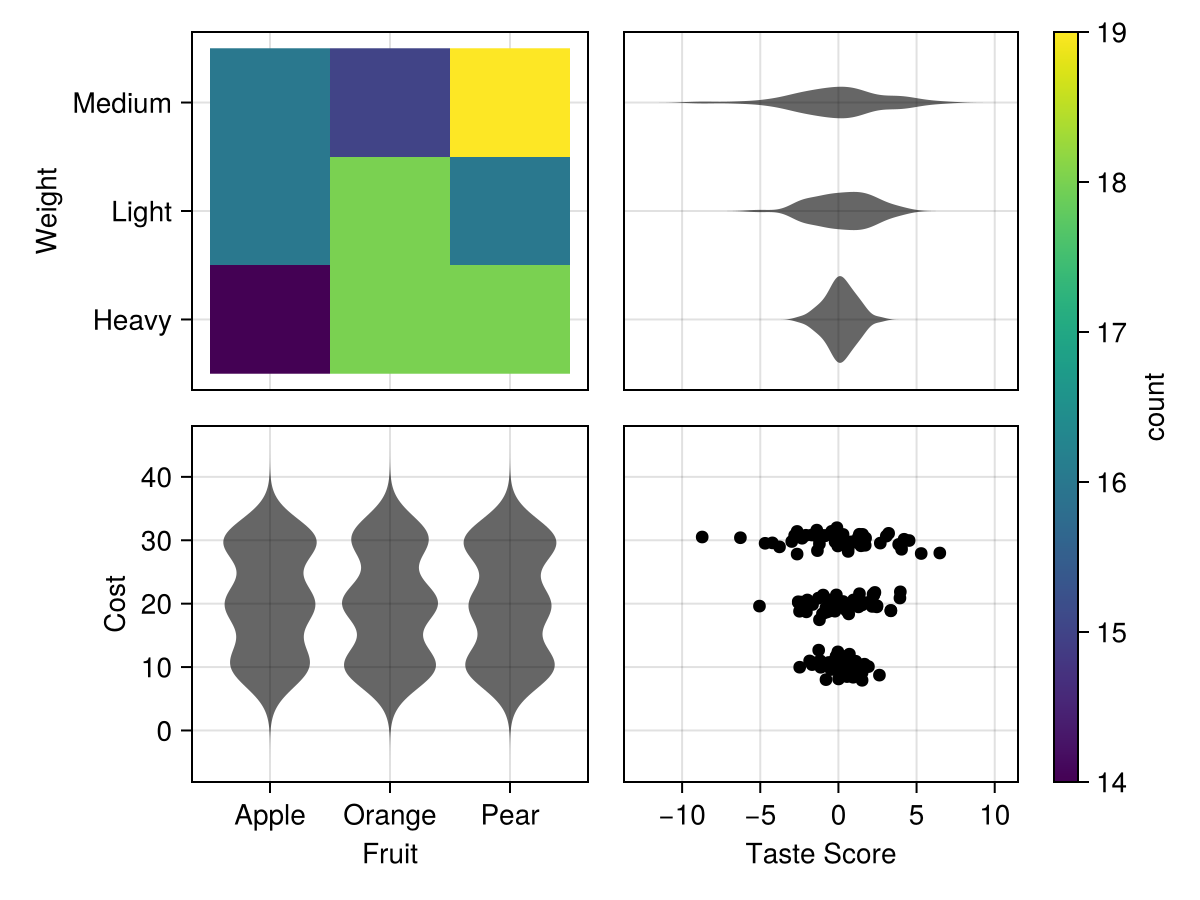 Weight
Medium
Light
Heavy
Cost
40
30
20
10
0
Apple Orange Pear
Fruit
−10 −5 0 5 10
Taste Score
19
18
17
16
15
14
count